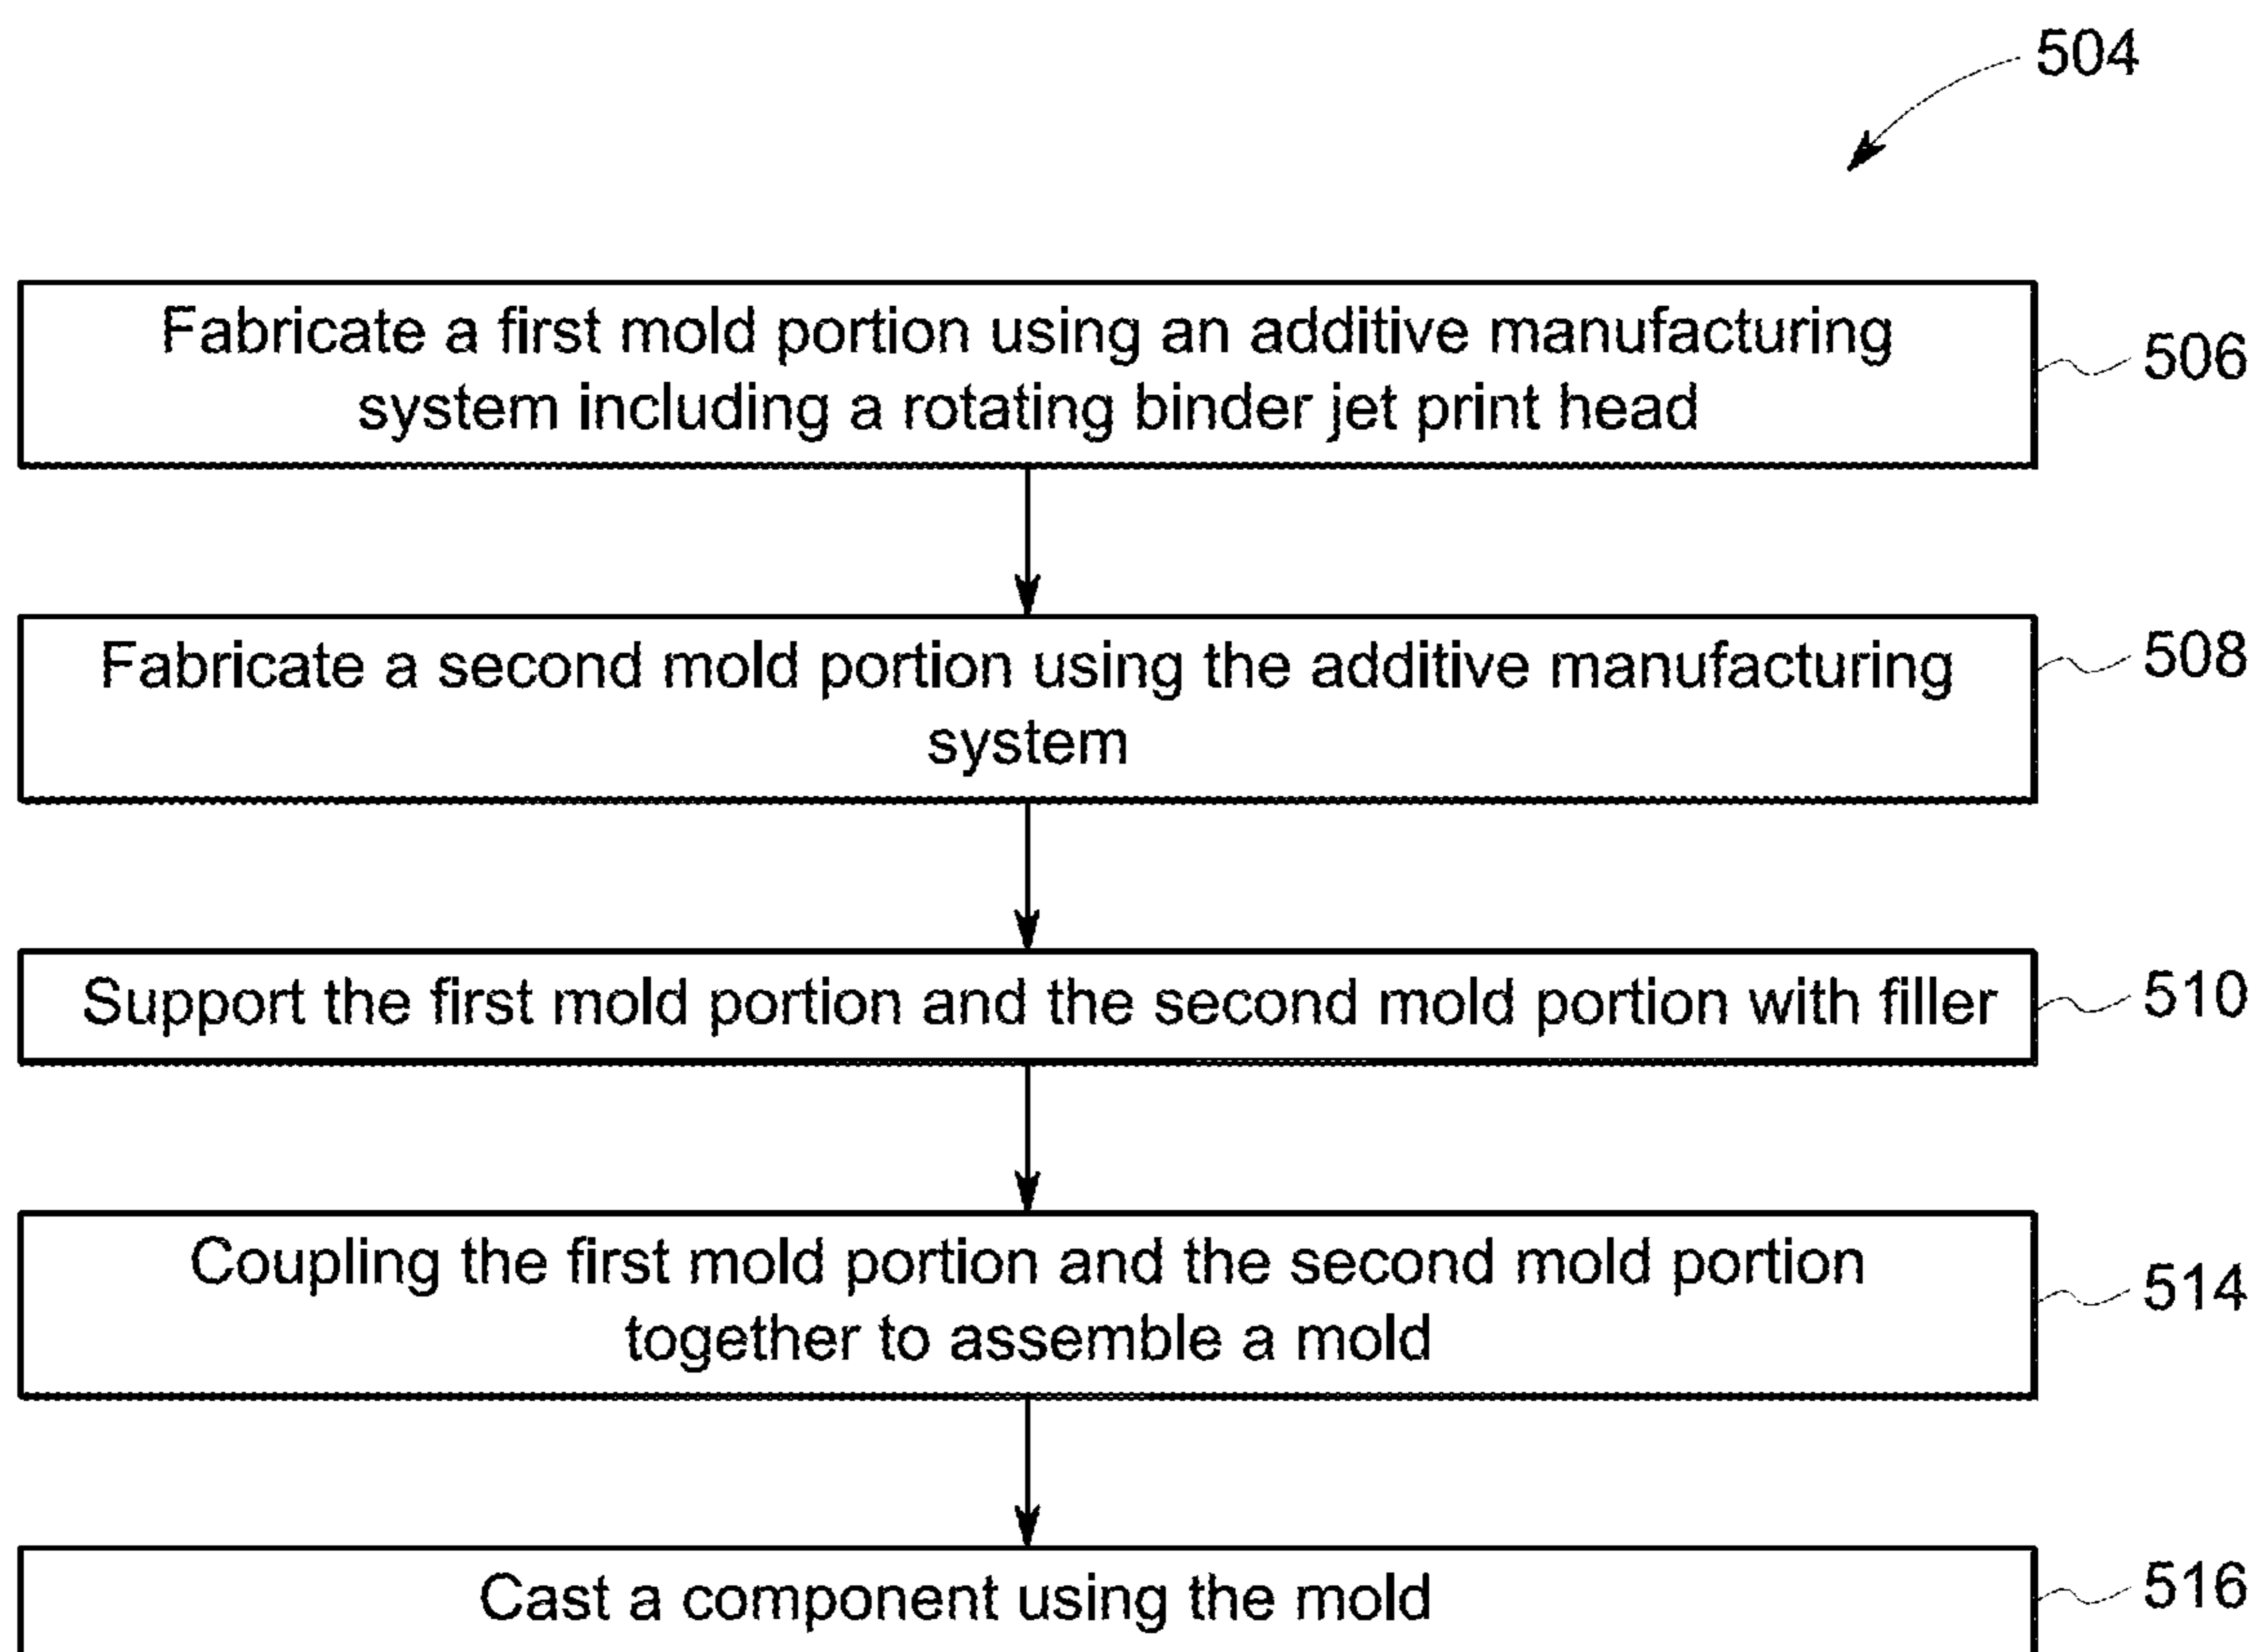 504
Fabricate a first mold portion using an additive manufacturing
system including a rotating binder jet print head
506
Fabricate a second mold portion using the additive manufacturing
system
508
Support the first mold portion and the second mold portion with filler
510
Coupling the first mold portion and the second mold portion
together to assemble a mold
514
Cast a component using the mold
516